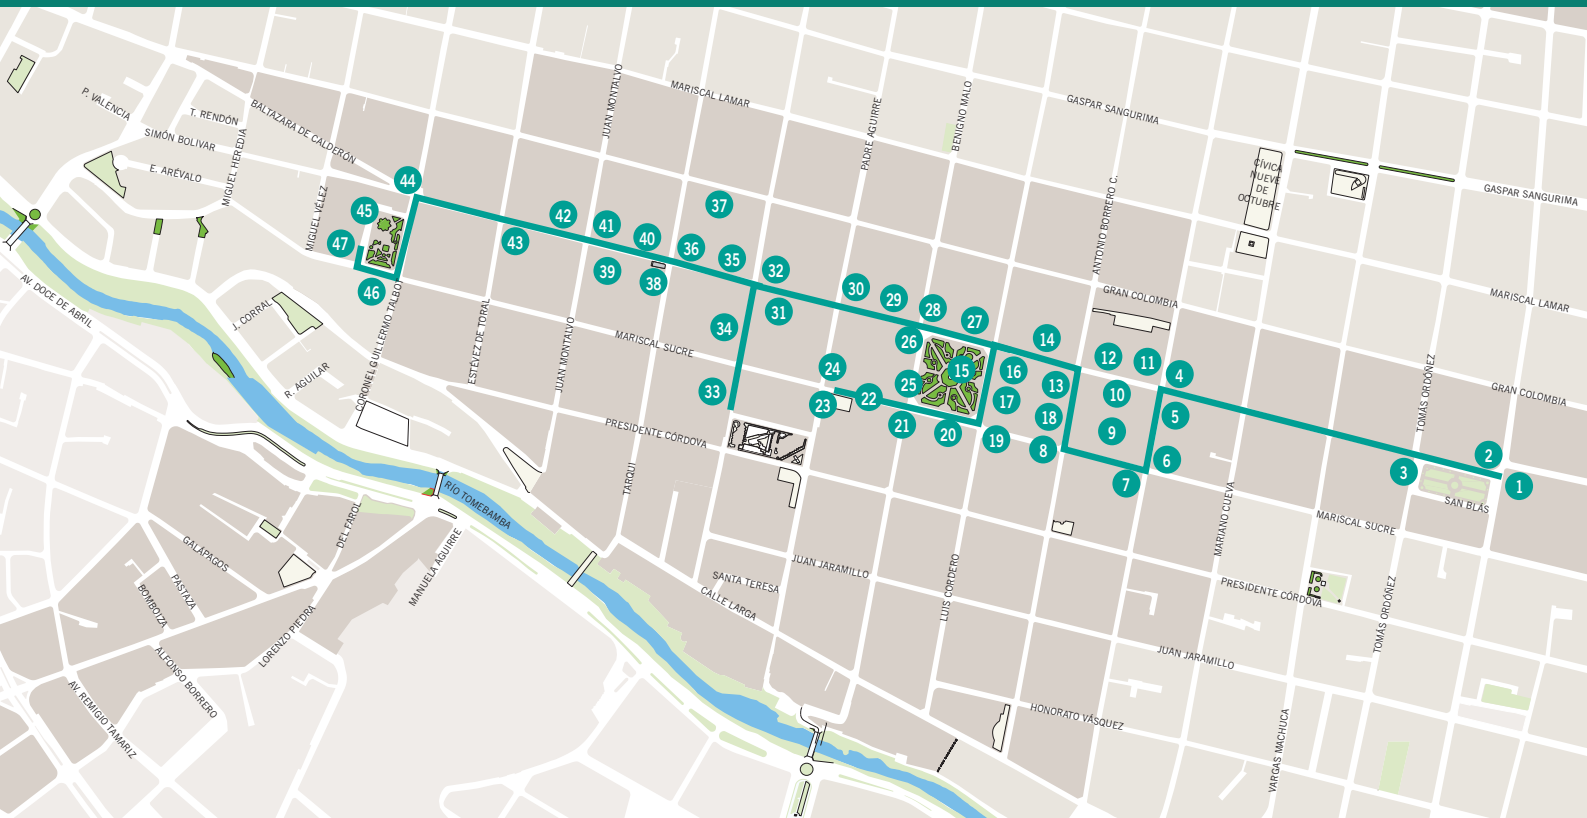 MARISCAL LAMAR
GASPAR SANGURIMA
P. VALENCIA
T. RENDÓN
BALTAZARA DE CALDERÓN
SIMÓN BOLIVAR
E. ARÉVALO
MIGUEL HEREDIA
MIGUEL VÉLEZ
JUAN MONTALVO
PADRE AGUIRRE
BENIGNO MALO
ANTONIO BORRERO C.
CÍVICA
NUEVE
DE
OCTUBRE
GASPAR SANGURIMA
44
45
47
46
42
41
40
37
43
39
38
36
35
32
31
34
33
30
29
28
27
26
25
24
23
22
21
20
19
15
16
17
14
13
18
8
12
11
10
9
4
5
6
7
3
2
1
AV. DOCE DE ABRIL
J. CORRAL
R. AGUILAR
CORONEL GUILLERMO TALBOT
ESTÉVEZ DE TORAL
JUAN MONTALVO
MARISCAL SUCRE
GRAN COLOMBIA
MARISCAL LAMAR
GRAN COLOMBIA
TOMÁS ORDÓÑEZ
SAN BLÁS
PRESIDENTE CÓRDOVA
TARQUI
RÍO TOMEBAMBA
MARIANO CUEVA
MARISCAL SUCRE
DEL FAROL
GALÁPAGOS
PASTAZA
BOMBOIZA
MANUELA AGUIRRE
LORENZO PIEDRA
ALFONSO BORRERO
AV. REMIGIO TAMARIZ
JUAN JARAMILLO
SANTA TERESA
CALLE LARGA
LUIS CORDERO
PRESIDENTE CÓRDOVA
TOMÁS ORDÓÑEZ
JUAN JARAMILLO
HONORATO VÁSQUEZ
VARGAS MACHUCA